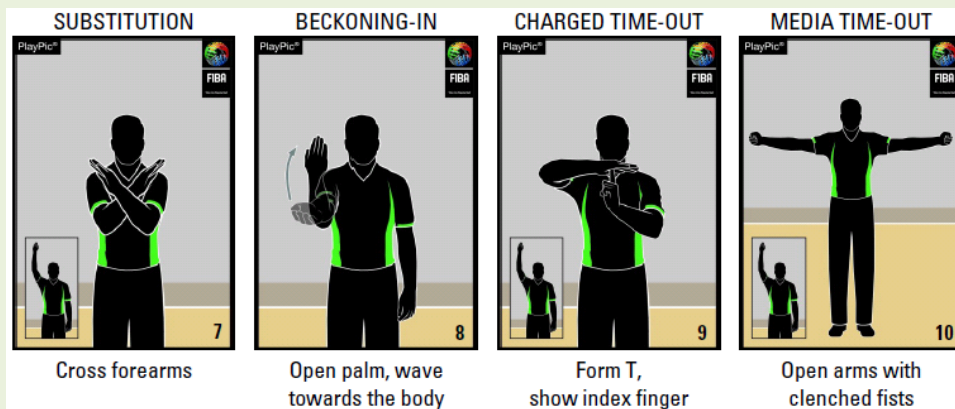 SUBSTITUTION
BECKONING-IN
CHARGED TIME-OUT
MEDIA TIME-OUT
PlayPic®
FIBA
PlayPic®
FIBA
PlayPic®
FIBA
PlayPic®
FIBA
7
8
9
10
Cross forearms
Open palm, wave
towards the body
Form T,
show index finger
Open arms with
clenched fists